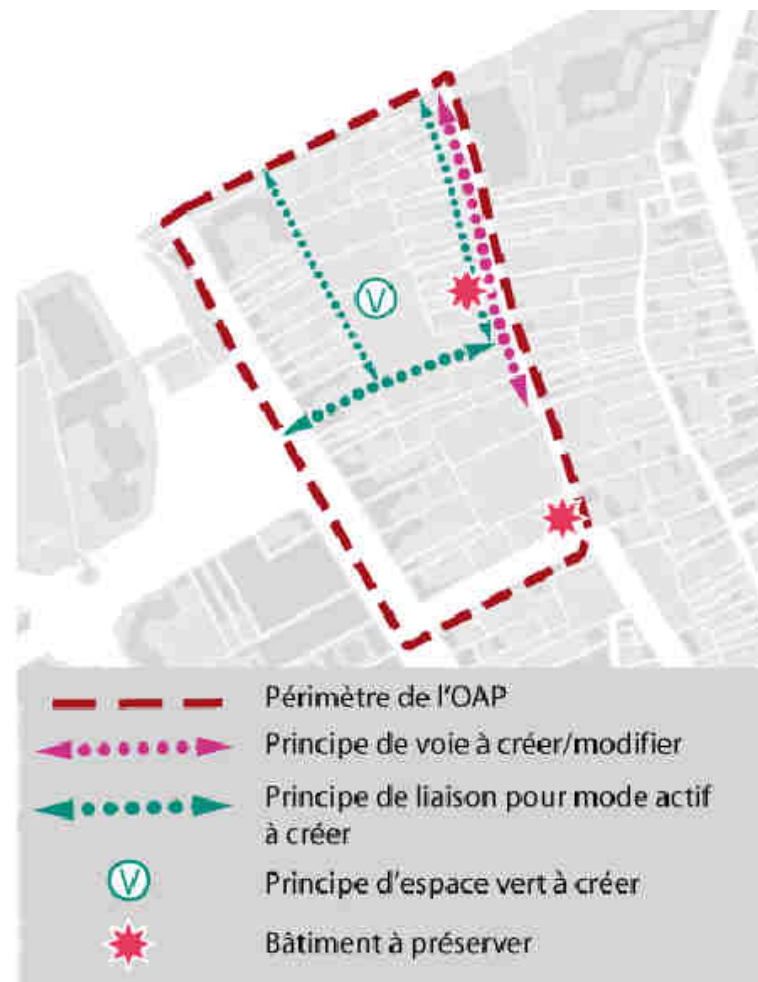 V
Périmètre de l'OAP
Principe de voie à créer/modifier
Principe de liaison pour mode actif
à créer
V
Principe d'espace vert à créer
Bâtiment à préserver